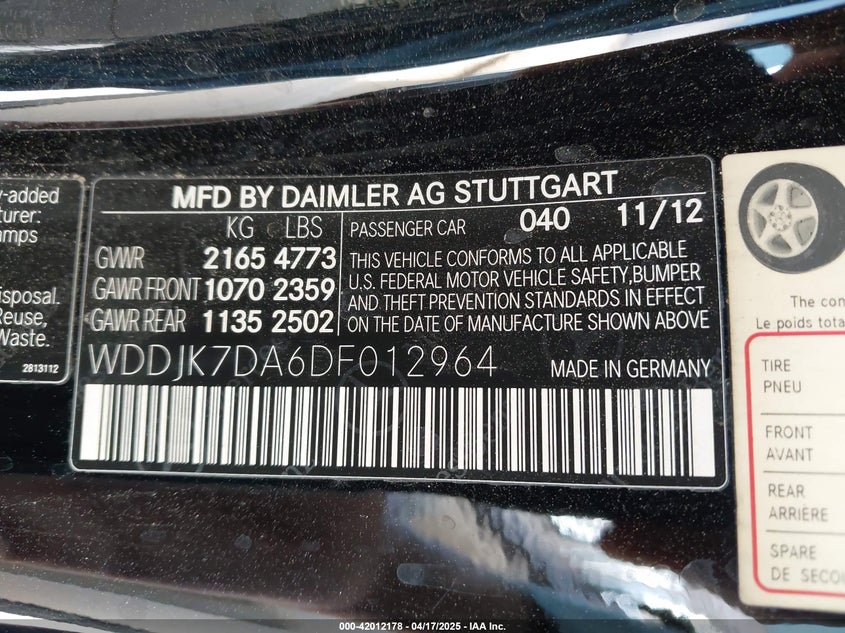 y-added
turer:
mps
isposal.
Reuse,
Waste.
2813112
MFD BY DAIMLER AG STUTTGART
KG LBS
GVWR 2165 4773
GAWR FRONT 1070 2359
GAWR REAR 1135 2502
PASSENGER CAR 040 11/12
THIS VEHICLE CONFORMS TO ALL APPLICABLE
U.S. FEDERAL MOTOR VEHICLE SAFETY,BUMPER
AND THEFT PREVENTION STANDARDS IN EFFECT
ON THE DATE OF MANUFACTURE SHOWN ABOVE
WDDJK7DA6DF012964
MADE IN GERMANY
The con
Le poids tota
TIRE
PNEU
FRONT
AVANT
REAR
ARRIÈRE
SPARE
DE SECOU
000-42012178 - 04/17/2025 - IAA Inc.